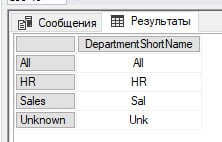 Сообщения Результаты
DepartmentShortName
All All
HR HR
Sales Sal
Unknown Unk